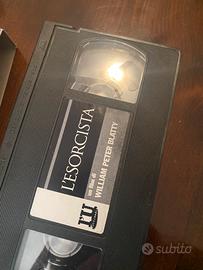 L'ESORCISTA
III
un film di
WILLIAM PETER BLATTY
subito